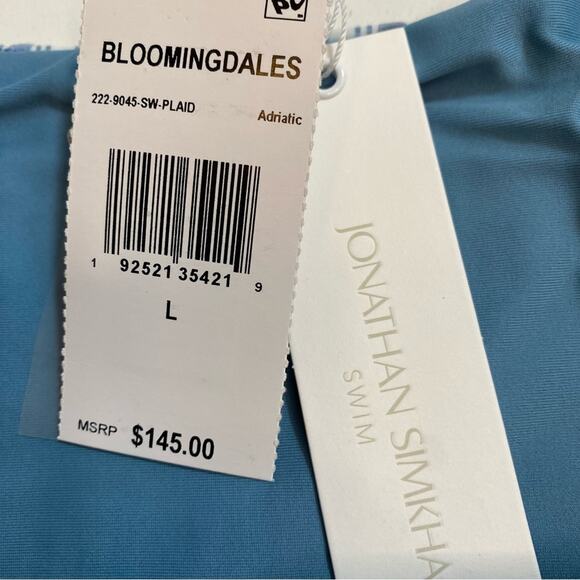 BLOOMINGDALES
222-9045-SW-PLAID
Adriatic
1 92521 35421 9
L
MSRP $145.00
JONATHAN SIMKHA
SWIM